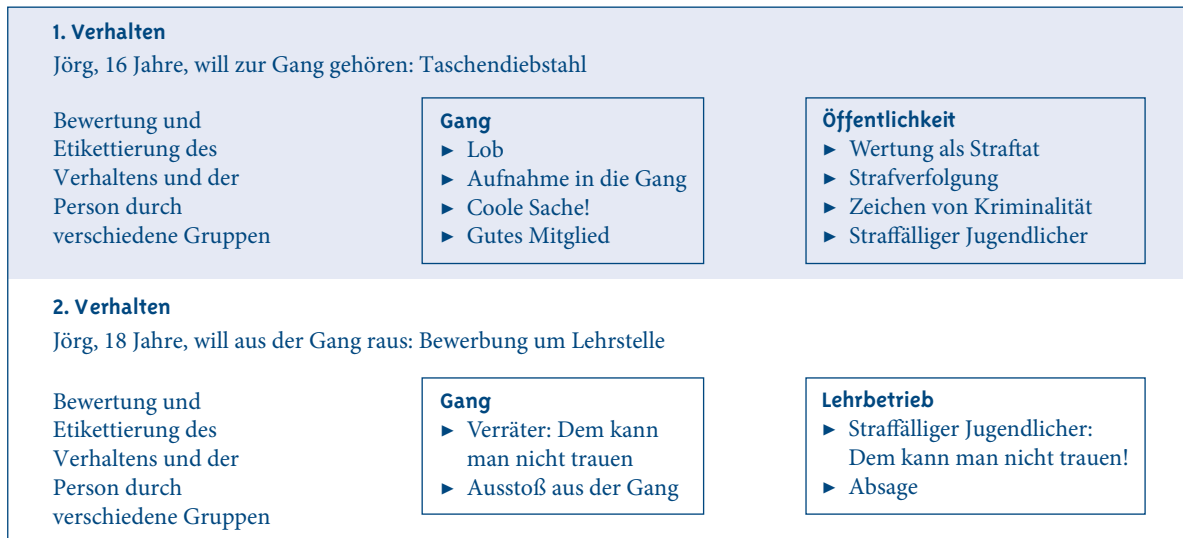 1. Verhalten
Jörg, 16 Jahre, will zur Gang gehören: Taschendiebstahl
Bewertung und
Etikettierung des
Verhaltens und der
Person durch
verschiedene Gruppen
Gang
► Lob
► Aufnahme in die Gang
► Coole Sache!
► Gutes Mitglied
Öffentlichkeit
► Wertung als Straftat
► Strafverfolgung
► Zeichen von Kriminalität
► Straffälliger Jugendlicher
2. Verhalten
Jörg, 18 Jahre, will aus der Gang raus: Bewerbung um Lehrstelle
Bewertung und
Etikettierung des
Verhaltens und der
Person durch
verschiedene Gruppen
Gang
► Verräter: Dem kann
man nicht trauen
► Ausstoß aus der Gang
Lehrbetrieb
► Straffälliger Jugendlicher:
Dem kann man nicht trauen!
► Absage